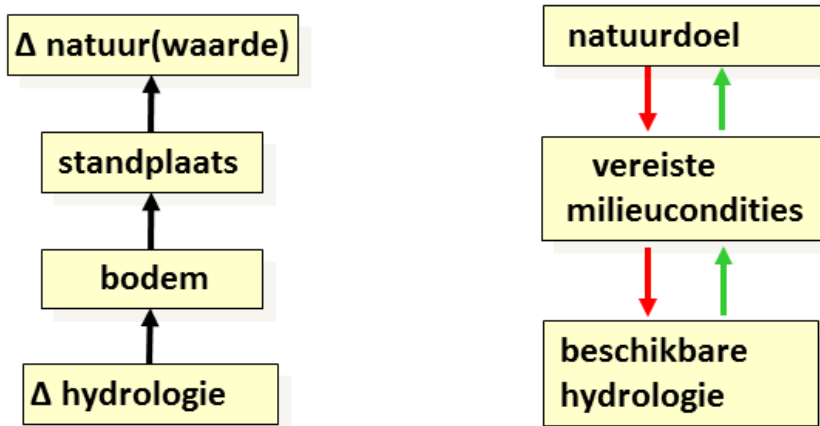 Δ natuur(waarde)
standplaats
bodem
Δ hydrologie
natuurdoel
vereiste
milieucondities
beschikbare
hydrologie